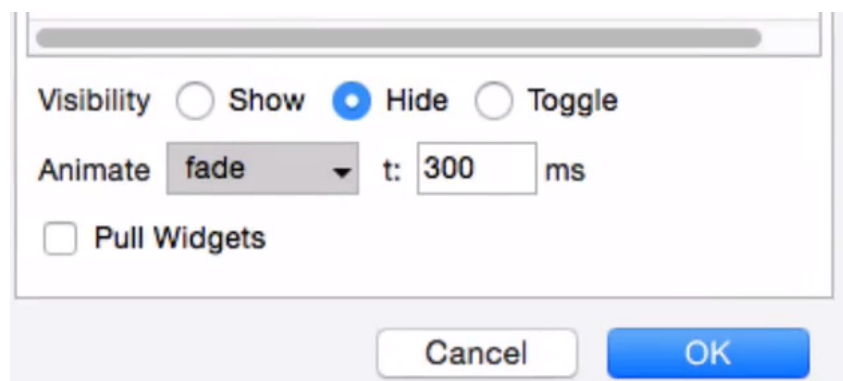 Visibility Show Hide Toggle
Animate fade t: 300 ms
Pull Widgets
Cancel OK